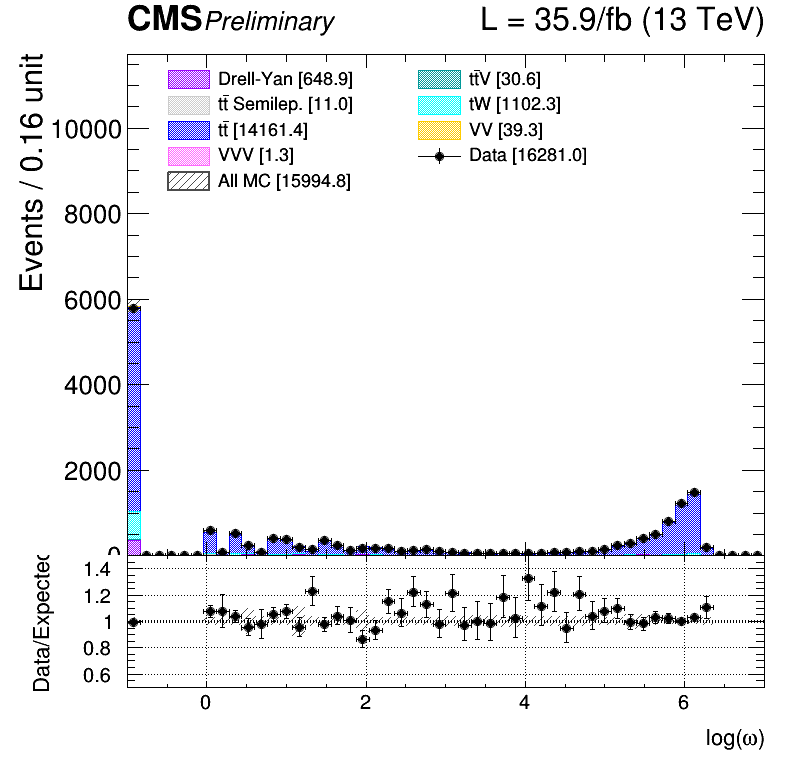 CMS Preliminary L = 35.9/fb (13 TeV)
Events / 0.16 unit
Drell-Yan [648.9]
tt̄ Semilep. [11.0]
tt̄ [14161.4]
VVV [1.3]
All MC [15994.8]
tt̄V [30.6]
tW [1102.3]
VV [39.3]
Data [16281.0]
10000
8000
6000
4000
2000
0
Data/Expected
1.4
1.2
1
0.8
0.6
0 2 4 6
log(ω)